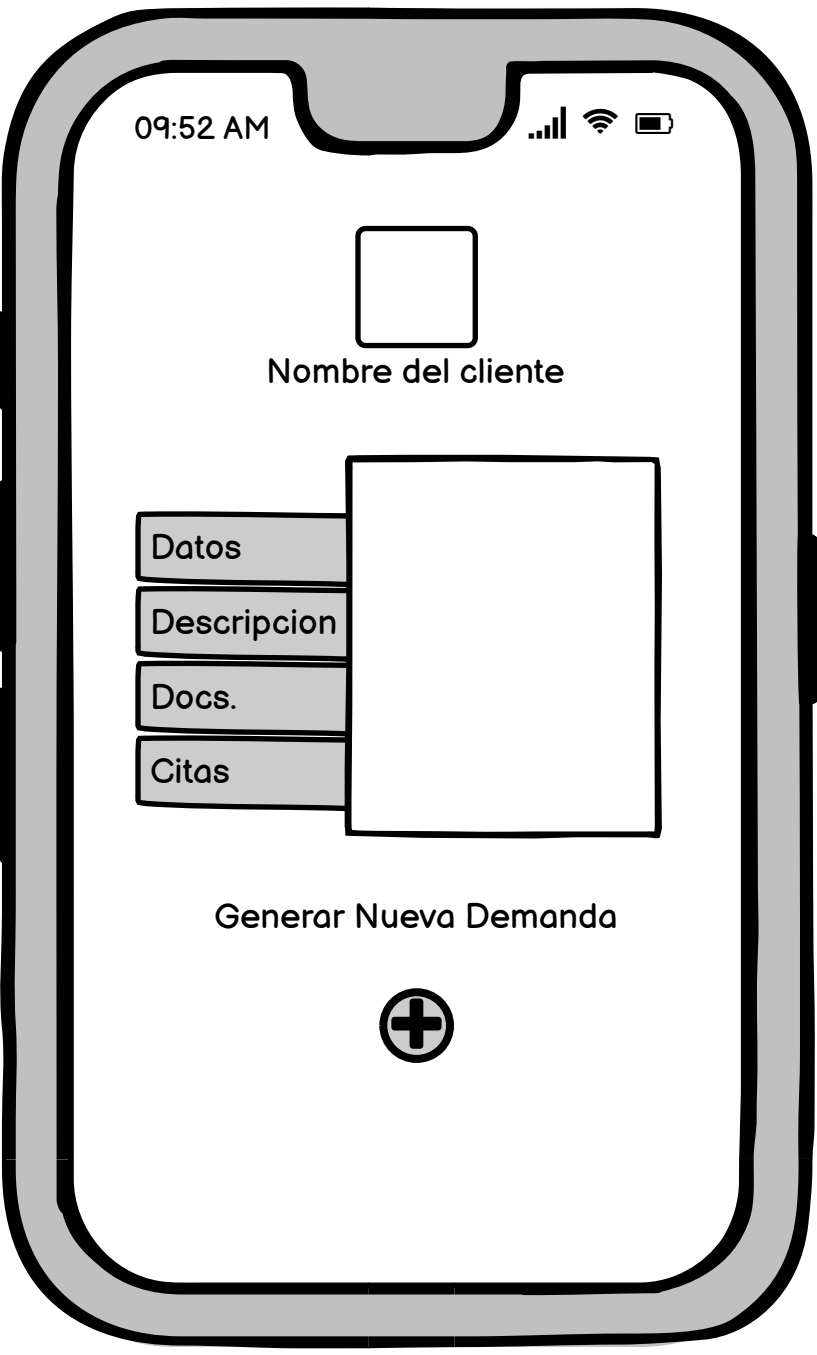 09:52 AM
Nombre del cliente
Datos
Descripcion
Docs.
Citas
Generar Nueva Demanda